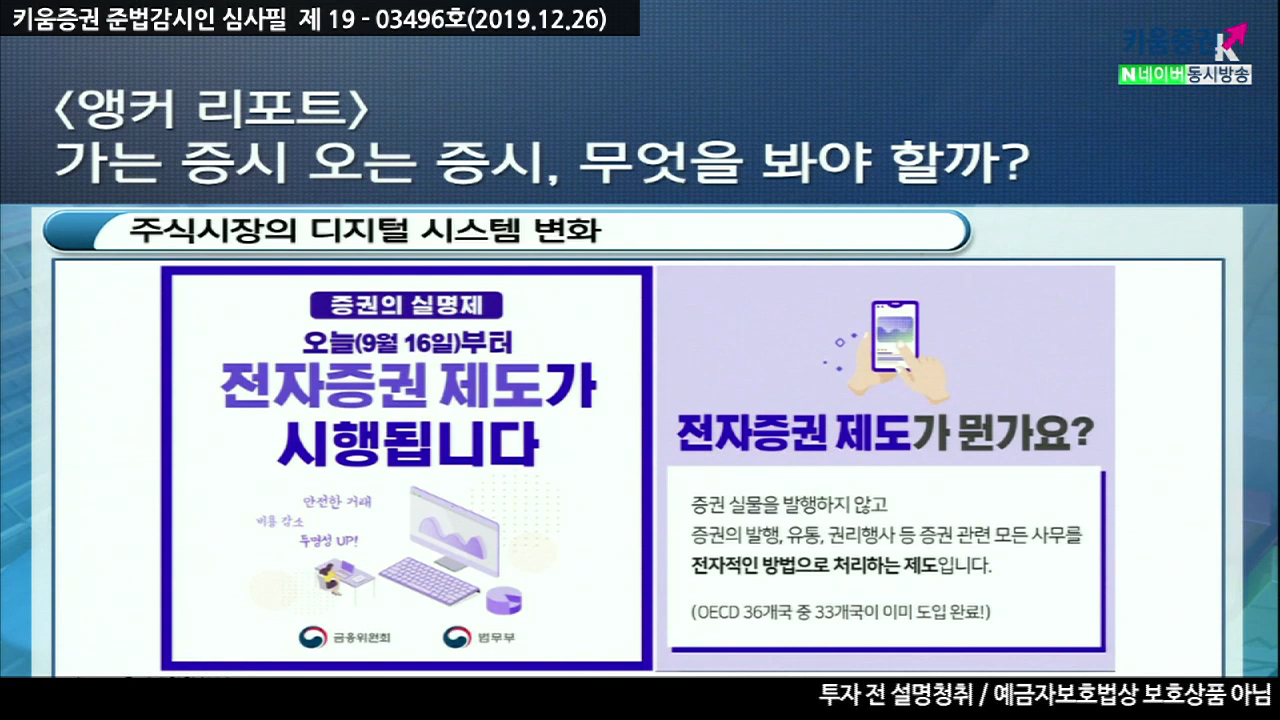 키움증권 준법감시인 심사필 제 19 - 03496호(2019.12.26)
키움증권
N 네이버 동시방송
<앵커 리포트>
가는 증시 오는 증시, 무엇을 봐야 할까?
주식시장의 디지털 시스템 변화
증권의 실명제
오늘(9월 16일)부터
전자증권 제도가
시행됩니다
안전한 거래
비용 감소
투명성 UP!
금융위원회
법무부
전자증권 제도가 뭔가요?
증권 실물을 발행하지 않고
증권의 발행, 유통, 권리행사 등 증권 관련 모든 사무를
전자적인 방법으로 처리하는 제도입니다.
(OECD 36개국 중 33개국이 이미 도입 완료!)
투자 전 설명청취 / 예금자보호법상 보호상품 아님